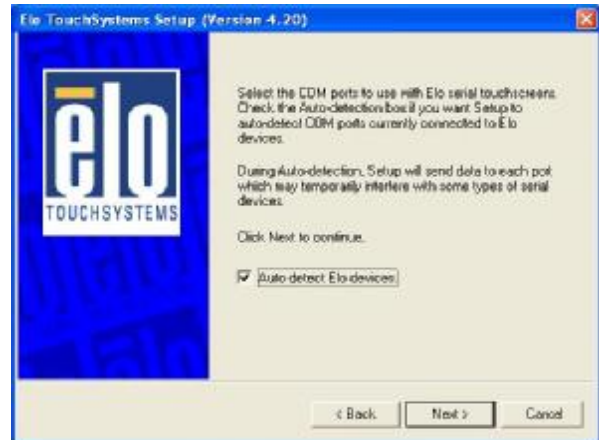 Elo TouchSystems Setup (Version 4.20)
elo
TOUCHSYSTEMS
Select the COM ports to use with Elo serial touchscreens.
Check the Auto-detection box if you want Setup to
auto-detect COM ports currently connected to Elo
devices.
During Auto-detection, Setup will send data to each port
which may temporarily interfere with some types of serial
devices.
Click Next to continue.
Auto-detect Elo devices
< Back
Next >
Cancel